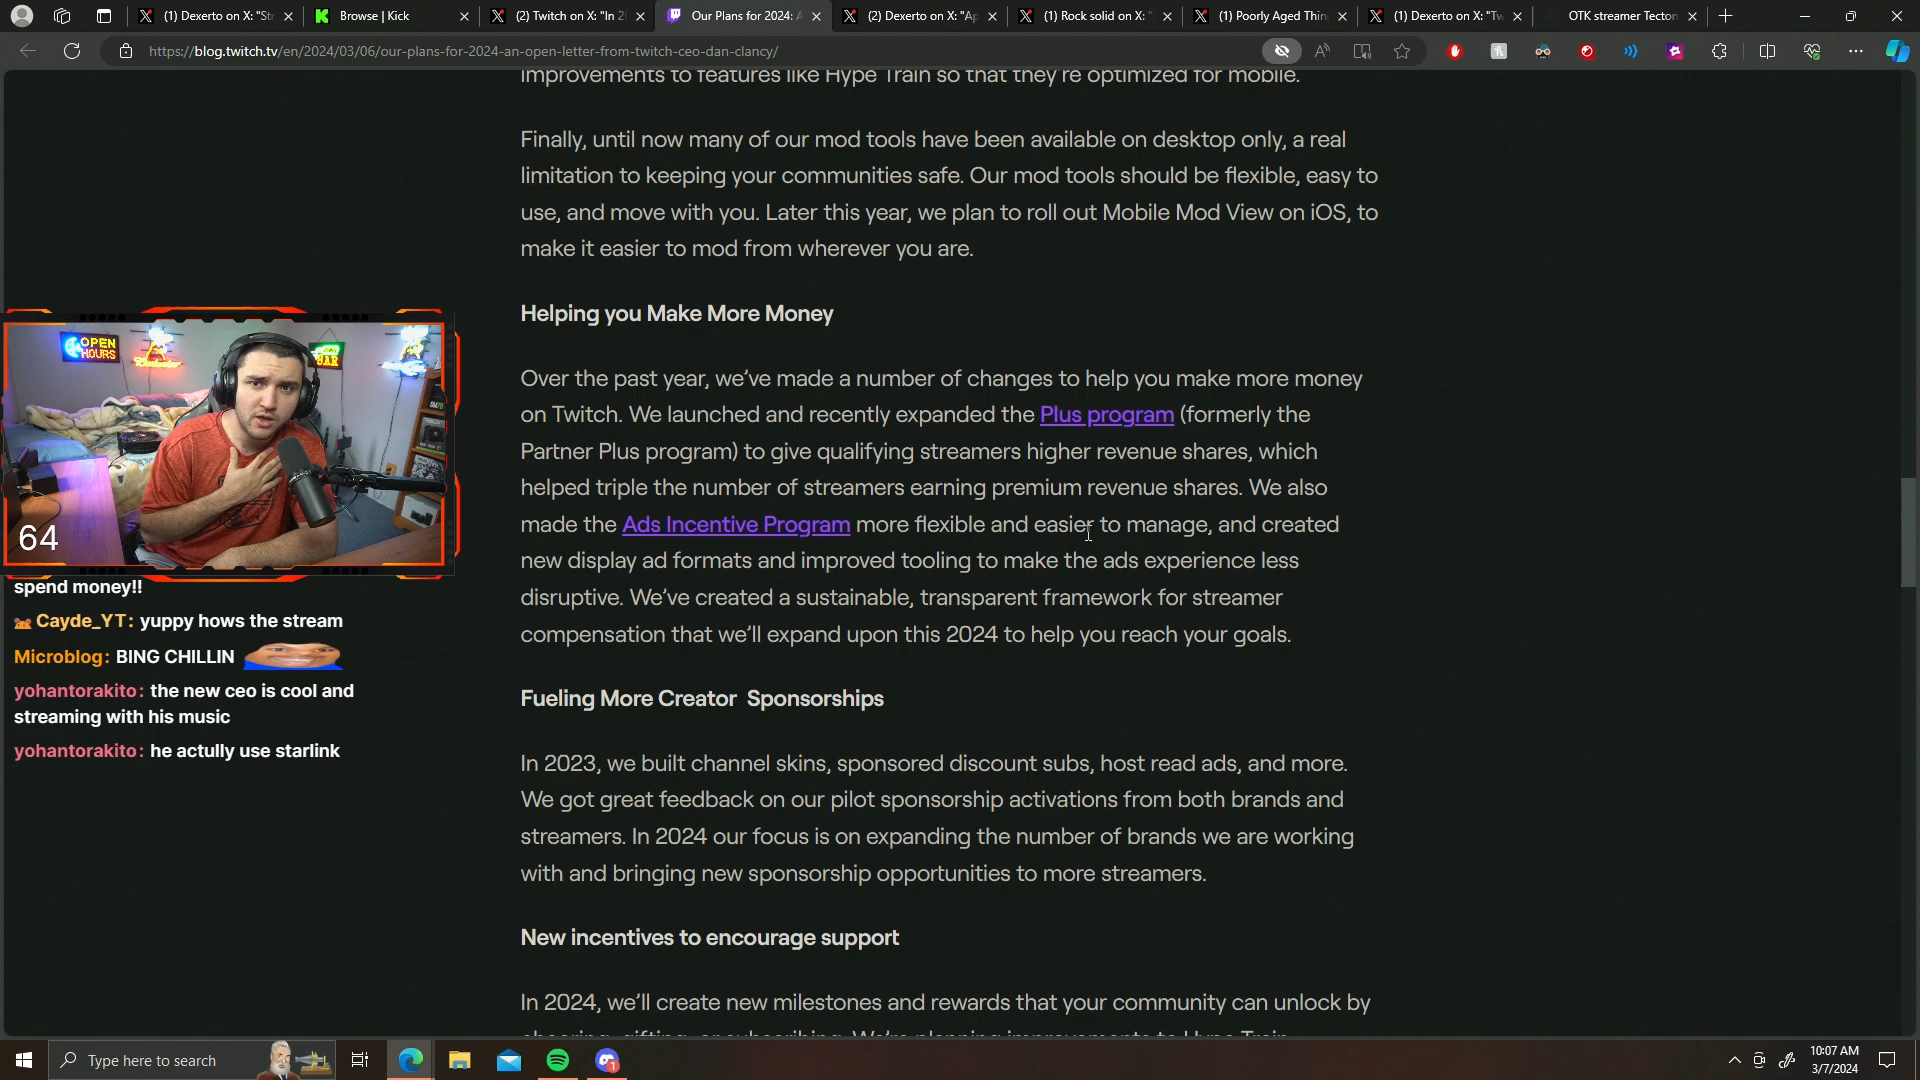 (1) Dexerto on X: "Str
Browse | Kick
(2) Twitch on X: "In 2
Our Plans for 2024: A
(2) Dexerto on X: "Ap
(1) Rock solid on X: "
(1) Poorly Aged Thin
(1) Dexerto on X: "Tw
OTK streamer Tecton
https://blog.twitch.tv/en/2024/03/06/our-plans-for-2024-an-open-letter-from-twitch-ceo-dan-clancy/
improvements to features like Hype Train so that they're optimized for mobile.
Finally, until now many of our mod tools have been available on desktop only, a real
limitation to keeping your communities safe. Our mod tools should be flexible, easy to
use, and move with you. Later this year, we plan to roll out Mobile Mod View on iOS, to
make it easier to mod from wherever you are.
Helping you Make More Money
Over the past year, we've made a number of changes to help you make more money
on Twitch. We launched and recently expanded the Plus program (formerly the
Partner Plus program) to give qualifying streamers higher revenue shares, which
helped triple the number of streamers earning premium revenue shares. We also
made the Ads Incentive Program more flexible and easier to manage, and created
new display ad formats and improved tooling to make the ads experience less
disruptive. We've created a sustainable, transparent framework for streamer
compensation that we'll expand upon this 2024 to help you reach your goals.
Fueling More Creator Sponsorships
In 2023, we built channel skins, sponsored discount subs, host read ads, and more.
We got great feedback on our pilot sponsorship activations from both brands and
streamers. In 2024 our focus is on expanding the number of brands we are working
with and bringing new sponsorship opportunities to more streamers.
New incentives to encourage support
In 2024, we'll create new milestones and rewards that your community can unlock by
OPEN
HOURS
BAR
64
spend money!!
Cayde_YT: yuppy hows the stream
Microblog: BING CHILLIN
yohantorakito: the new ceo is cool and
streaming with his music
yohantorakito: he actully use starlink
Type here to search
1
10:07 AM
3/7/2024